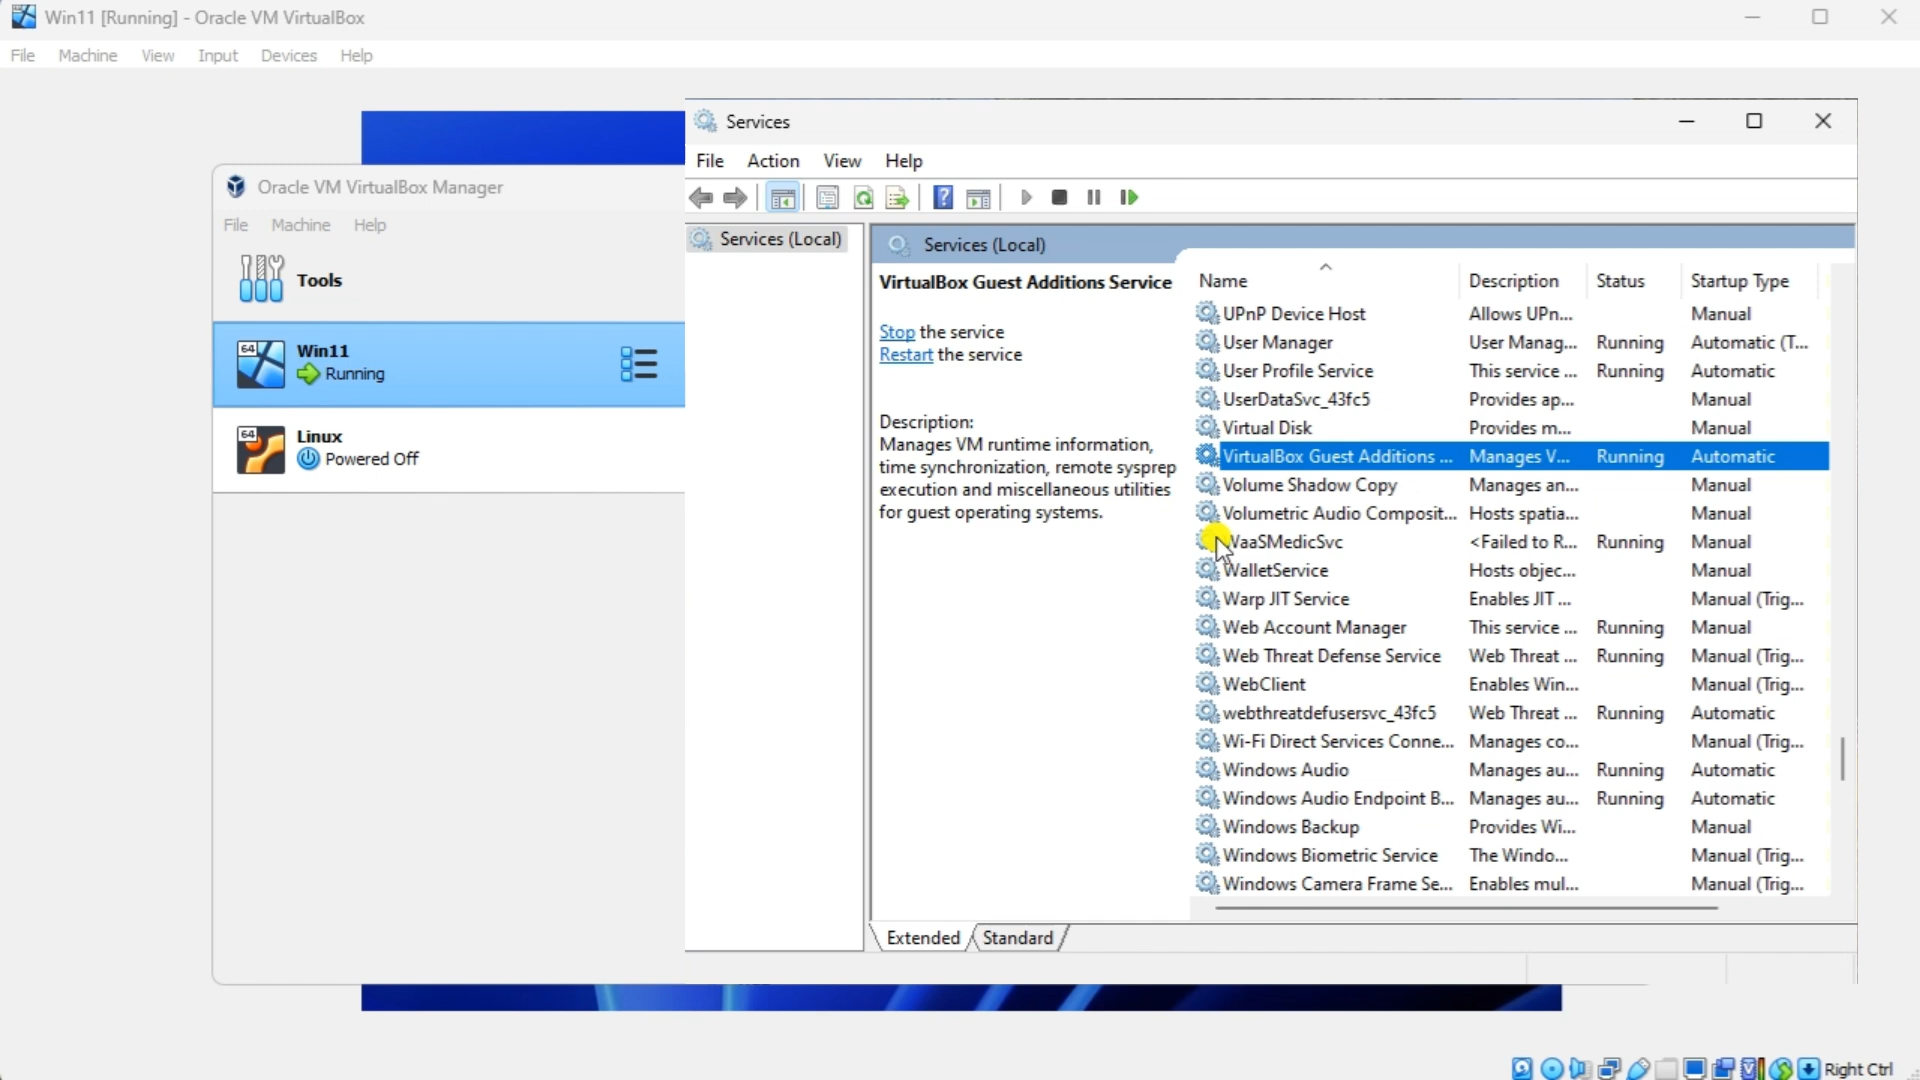 Win11 [Running] - Oracle VM VirtualBox
File Machine View Input Devices Help
Oracle VM VirtualBox Manager
File Machine Help
Tools
64 Win11
Running
64 Linux
Powered Off
Services
File Action View Help
Services (Local)
Services (Local)
VirtualBox Guest Additions Service
Stop the service
Restart the service
Description:
Manages VM runtime information,
time synchronization, remote sysprep
execution and miscellaneous utilities
for guest operating systems.
Name Description Status Startup Type
UPnP Device Host Allows UPn... Manual
User Manager User Manag... Running Automatic (T...
User Profile Service This service ... Running Automatic
UserDataSvc_43fc5 Provides ap... Manual
Virtual Disk Provides m... Manual
VirtualBox Guest Additions ... Manages V... Running Automatic
Volume Shadow Copy Manages an... Manual
Volumetric Audio Composit... Hosts spatia... Manual
WaaSMedicSvc <Failed to R... Running Manual
WalletService Hosts objec... Manual
Warp JIT Service Enables JIT ... Manual (Trig...
Web Account Manager This service ... Running Manual
Web Threat Defense Service Web Threat ... Running Manual (Trig...
WebClient Enables Win... Manual (Trig...
webthreatdefusersvc_43fc5 Web Threat ... Running Automatic
Wi-Fi Direct Services Conne... Manages co... Manual (Trig...
Windows Audio Manages au... Running Automatic
Windows Audio Endpoint B... Manages au... Running Automatic
Windows Backup Provides Wi... Manual
Windows Biometric Service The Windo... Manual (Trig...
Windows Camera Frame Se... Enables mul... Manual (Trig...
Extended Standard
Right Ctrl